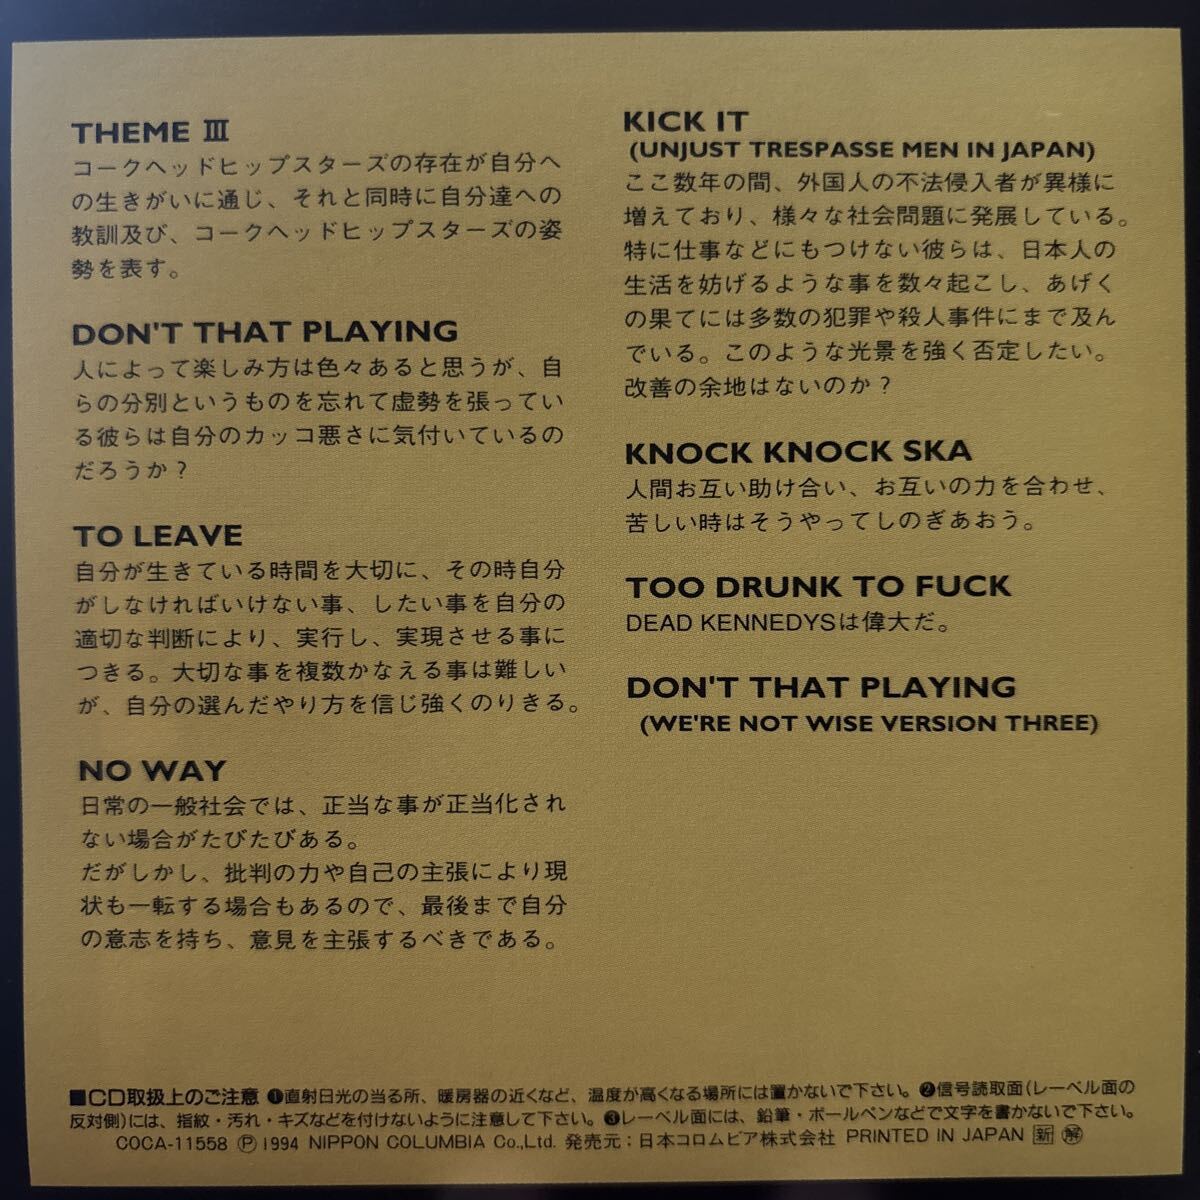 THEME III
コークヘッドヒップスターズの存在が自分へ
の生きがいに通じ、それと同時に自分達への
教訓及び、コークヘッドヒップスターズの姿
勢を表す。
DON'T THAT PLAYING
人によって楽しみ方は色々あると思うが、自
らの分別というものを忘れて虚勢を張ってい
る彼らは自分のカッコ悪さに気付いているの
だろうか?
TO LEAVE
自分が生きている時間を大切に、その時自分
がしなければいけない事、したい事を自分の
適切な判断により、実行し、実現させる事に
つきる。大切な事を複数かなえる事は難しい
が、自分の選んだやり方を信じ強くのりきる。
NO WAY
日常の一般社会では、正当な事が正当化され
ない場合がたびたびある。
だがしかし、批判の力や自己の主張により現
状も一転する場合もあるので、最後まで自分
の意志を持ち、意見を主張するべきである。
KICK IT
(UNJUST TRESPASSE MEN IN JAPAN)
ここ数年の間、外国人の不法侵入者が異様に
増えており、様々な社会問題に発展している。
特に仕事などにもつけない彼らは、日本人の
生活を妨げるような事を数々起こし、あげく
の果てには多数の犯罪や殺人事件にまで及ん
でいる。このような光景を強く否定したい。
改善の余地はないのか?
KNOCK KNOCK SKA
人間お互い助け合い、お互いの力を合わせ、
苦しい時はそうやってしのぎあおう。
TOO DRUNK TO FUCK
DEAD KENNEDYSは偉大だ。
DON'T THAT PLAYING
(WE'RE NOT WISE VERSION THREE)
■CD取扱上のご注意 ❶直射日光の当る所、暖房器の近くなど、温度が高くなる場所には置かないで下さい。❷信号読取面(レーベル面の
反対側)には、指紋・汚れ・キズなどを付けないように注意して下さい。❸レーベル面には、鉛筆・ボールペンなどで文字を書かないで下さい。
COCA-11558 Ⓟ1994 NIPPON COLUMBIA Co.,Ltd. 発売元:日本コロムビア株式会社 PRINTED IN JAPAN 新 解